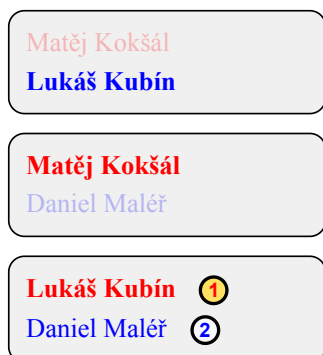 Matěj Kokšál
Lukáš Kubín
Matěj Kokšál
Daniel Maléř
Lukáš Kubín 1
Daniel Maléř 2